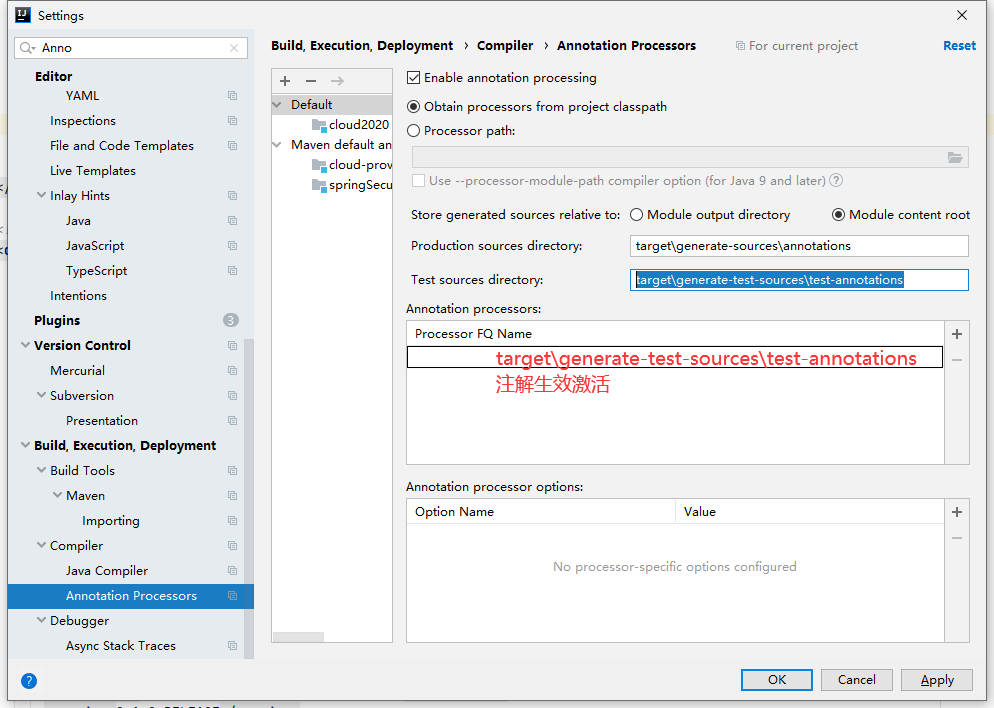 Settings
Anno
Build, Execution, Deployment › Compiler › Annotation Processors
For current project
Reset
Editor
YAML
Inspections
File and Code Templates
Live Templates
Inlay Hints
Java
JavaScript
TypeScript
Intentions
Plugins
3
Version Control
Mercurial
Subversion
Presentation
Build, Execution, Deployment
Build Tools
Maven
Importing
Compiler
Java Compiler
Annotation Processors
Debugger
Async Stack Traces
Default
cloud2020
Maven default an
cloud-prov
springSecu
Enable annotation processing
Obtain processors from project classpath
Processor path:
Use --processor-module-path compiler option (for Java 9 and later)
Store generated sources relative to: Module output directory Module content root
Production sources directory: target\generate-sources\annotations
Test sources directory: target\generate-test-sources\test-annotations
Annotation processors:
Processor FQ Name
target\generate-test-sources\test-annotations
注解生效激活
Annotation processor options:
Option Name Value
No processor-specific options configured
OK Cancel Apply